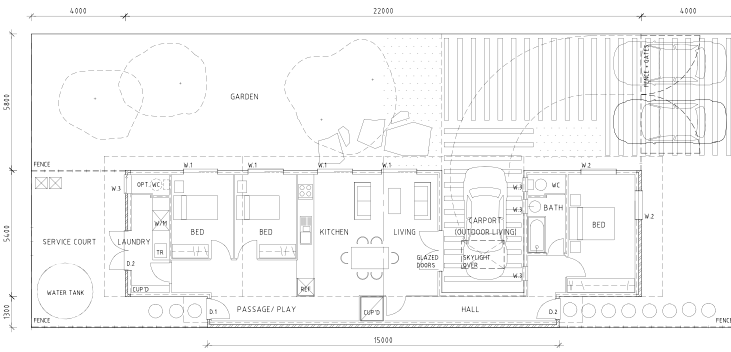 4000 22000 4000
5800
GARDEN
FENCE + GATES
FENCE
W.1 W.1 W.1 W.1 W.2
W.3
OPT. WC
W/M
TR
SERVICE COURT
LAUNDRY
D.2
CUP'D
WATER TANK
BED
BED
KITCHEN
LIVING
REF.
GLAZED
DOORS
CARPORT
(OUTDOOR LIVING)
SKYLIGHT
OVER
W.3
W.3
W.3
WC
BATH
BED
W.2
5400
1300
D.1
PASSAGE/ PLAY
CUP'D
HALL
D.2
FENCE
FENCE
15000